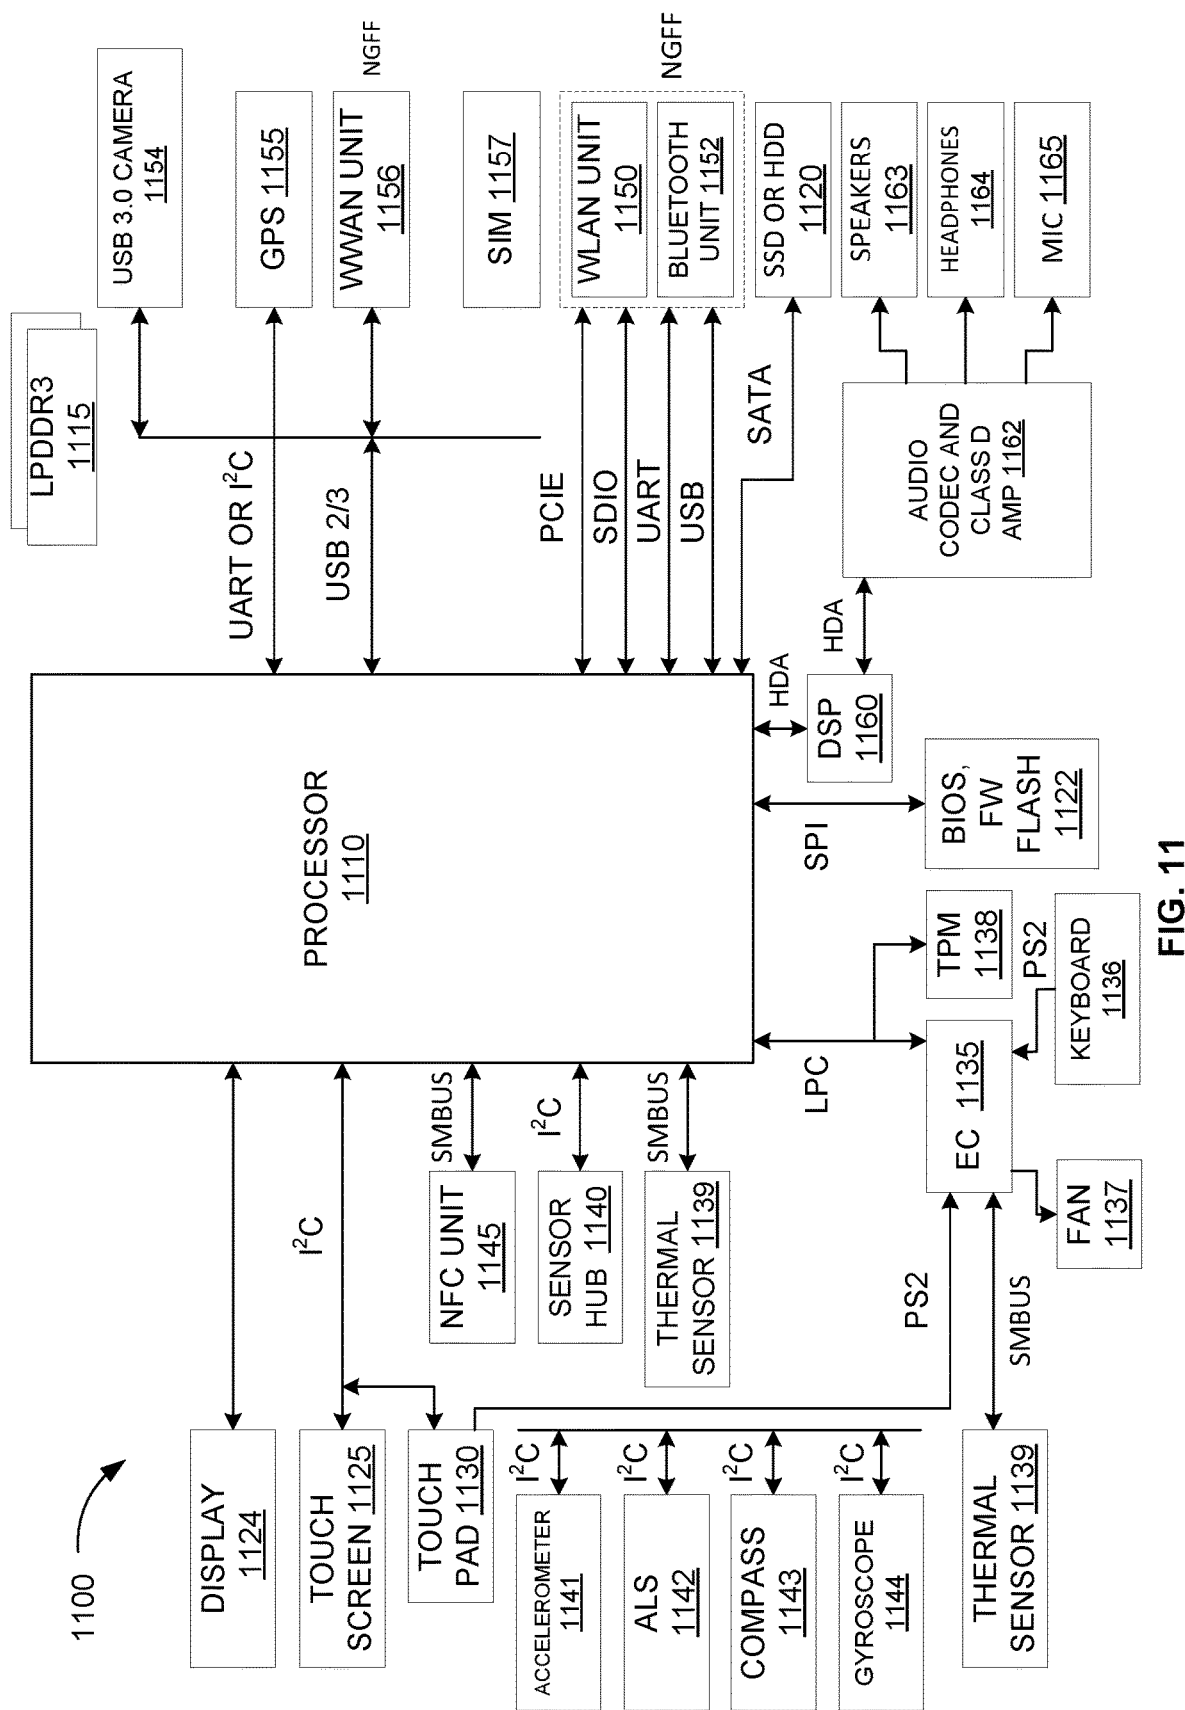 1100
DISPLAY
1124
TOUCH
SCREEN 1125
TOUCH
PAD 1130
I²C
ACCELEROMETER
1141
I²C
ALS
1142
I²C
COMPASS
1143
I²C
GYROSCOPE
1144
I²C
THERMAL
SENSOR 1139
SMBUS
PS2
NFC UNIT
1145
SMBUS
SENSOR
HUB 1140
I²C
THERMAL
SENSOR 1139
SMBUS
FAN
1137
EC 1135
LPC
KEYBOARD
1136
PS2
TPM
1138
PROCESSOR
1110
SPI
BIOS,
FW
FLASH
1122
DSP
1160
HDA
HDA
AUDIO
CODEC AND
CLASS D
AMP 1162
LPDDR3
1115
UART OR I²C
USB 2/3
PCIE
SDIO
UART
USB
SATA
USB 3.0 CAMERA
1154
GPS 1155
WWAN UNIT
1156
NGFF
SIM 1157
WLAN UNIT
1150
BLUETOOTH
UNIT 1152
NGFF
SSD OR HDD
1120
SPEAKERS
1163
HEADPHONES
1164
MIC 1165
FIG. 11